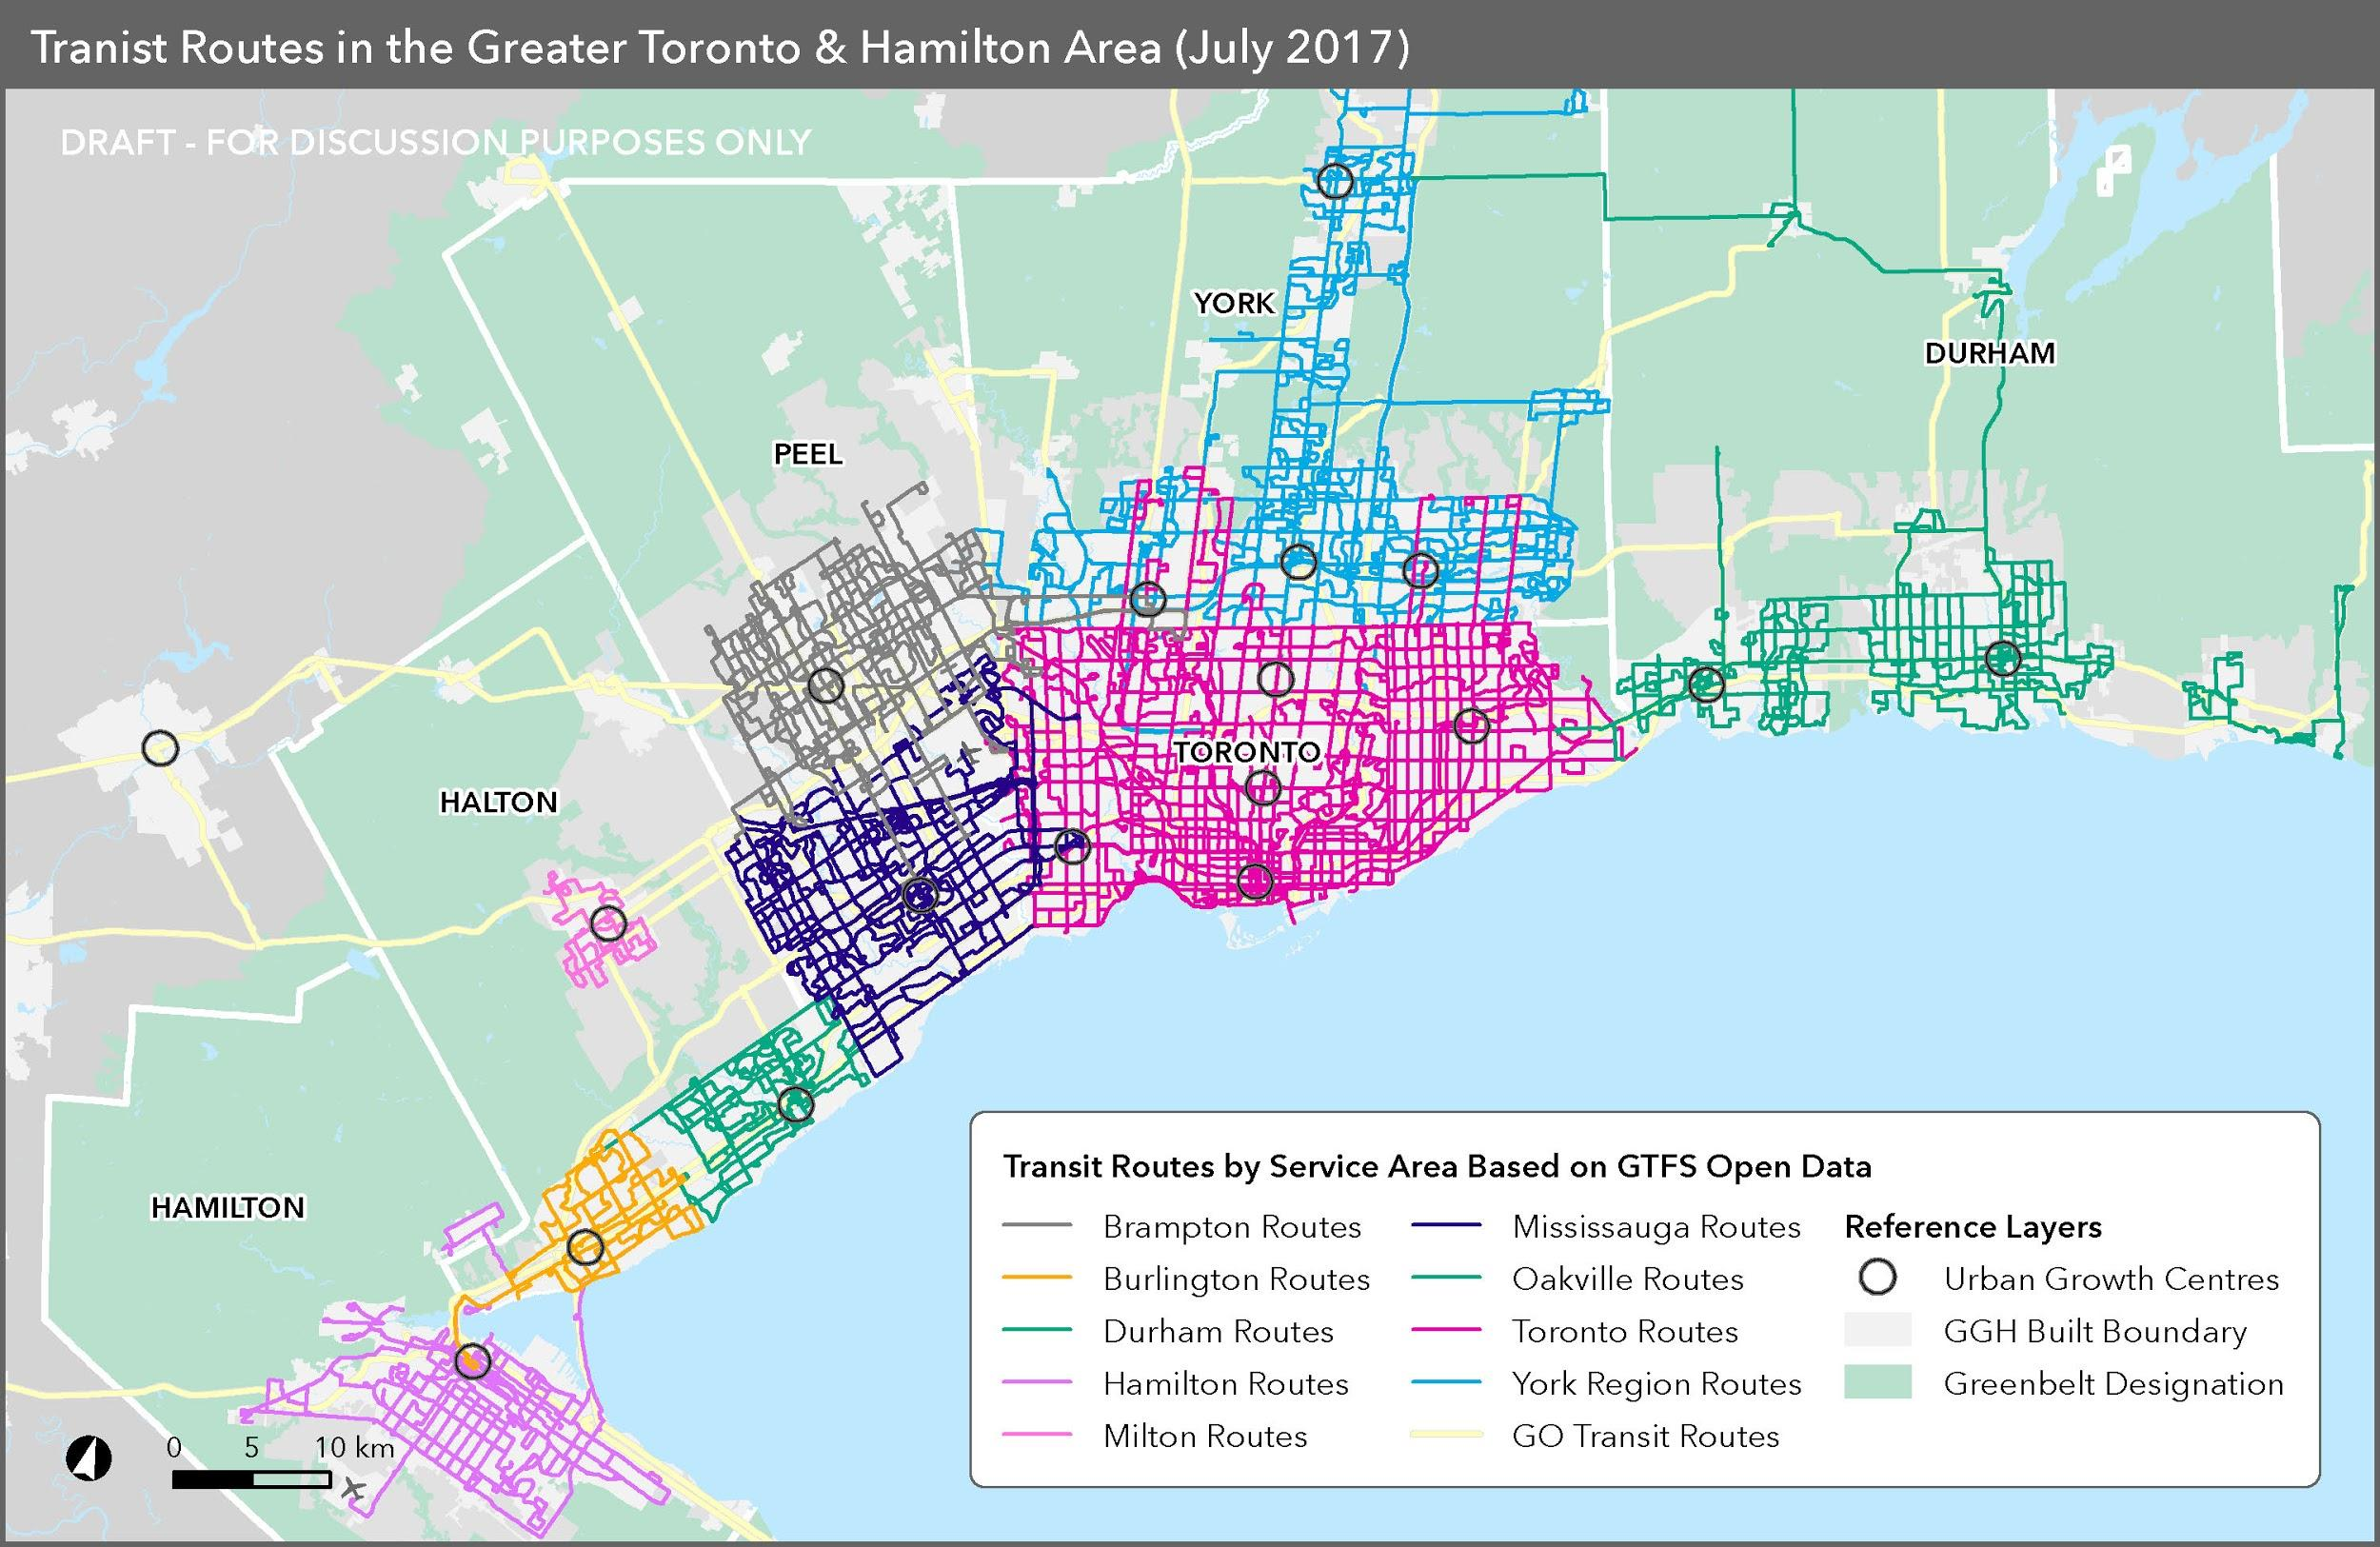 Tranist Routes in the Greater Toronto & Hamilton Area (July 2017)
DRAFT - FOR DISCUSSION PURPOSES ONLY
YORK
DURHAM
PEEL
TORONTO
HALTON
HAMILTON
0 5 10 km
Transit Routes by Service Area Based on GTFS Open Data
Brampton Routes
Burlington Routes
Durham Routes
Hamilton Routes
Milton Routes
Mississauga Routes
Oakville Routes
Toronto Routes
York Region Routes
GO Transit Routes
Reference Layers
Urban Growth Centres
GGH Built Boundary
Greenbelt Designation